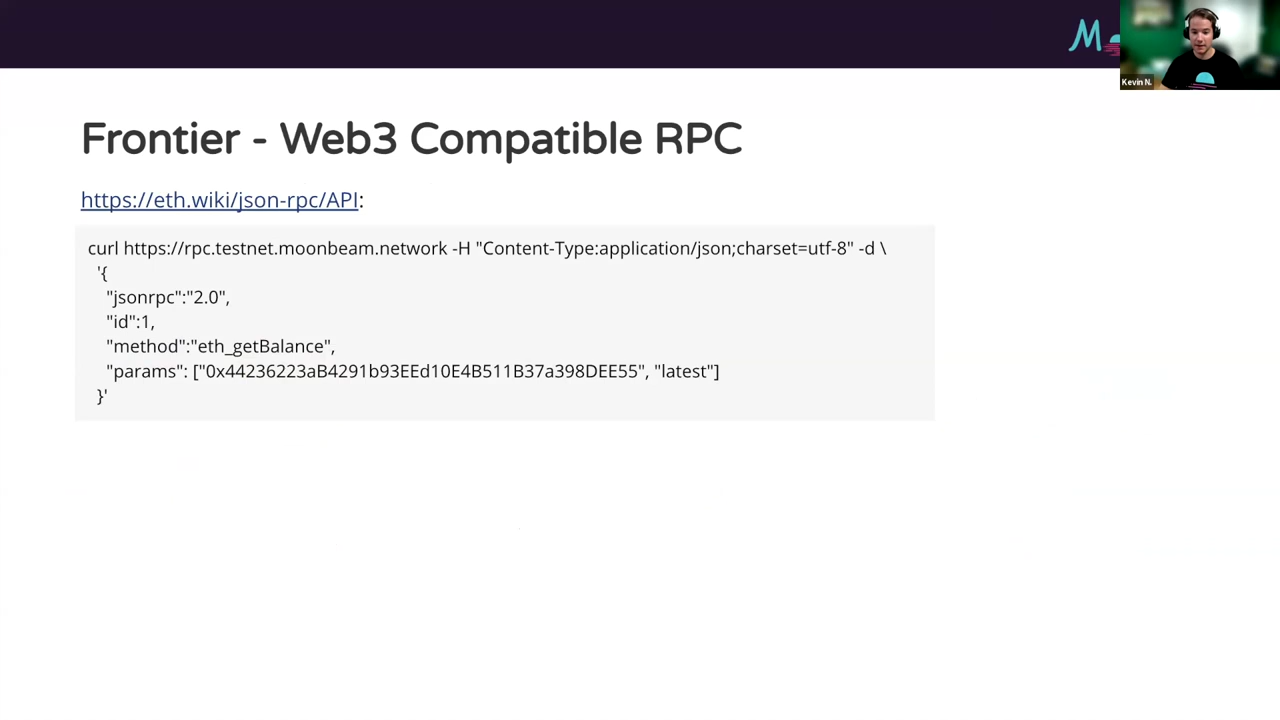 Frontier - Web3 Compatible RPC
https://eth.wiki/json-rpc/API:
curl https://rpc.testnet.moonbeam.network -H "Content-Type:application/json;charset=utf-8" -d \
'{
"jsonrpc":"2.0",
"id":1,
"method":"eth_getBalance",
"params": ["0x44236223aB4291b93EEd10E4B511B37a398DEE55", "latest"]
}'
Kevin N.